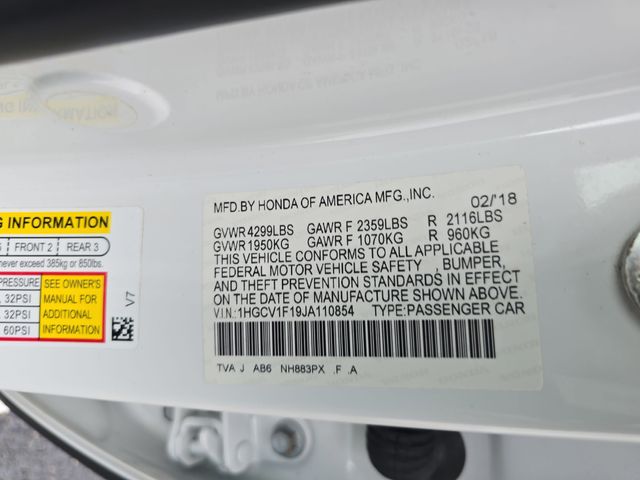 MFD.BY HONDA OF AMERICA MFG.,INC. 02/'18
GVWR 4299LBS GAWR F 2359LBS R 2116LBS
GVWR 1950KG GAWR F 1070KG R 960KG
THIS VEHICLE CONFORMS TO ALL APPLICABLE
FEDERAL MOTOR VEHICLE SAFETY , BUMPER,
AND THEFT PREVENTION STANDARDS IN EFFECT
ON THE DATE OF MANUFACTURE SHOWN ABOVE.
V.I.N.:1HGCV1F19JA110854 TYPE:PASSENGER CAR
TVA J AB6 NH883PX .F .A
G INFORMATION
FRONT 2 REAR 3
never exceed 385kg or 850lbs.
PRESSURE SEE OWNER'S
, 32PSI MANUAL FOR
, 32PSI ADDITIONAL
60PSI INFORMATION
V7